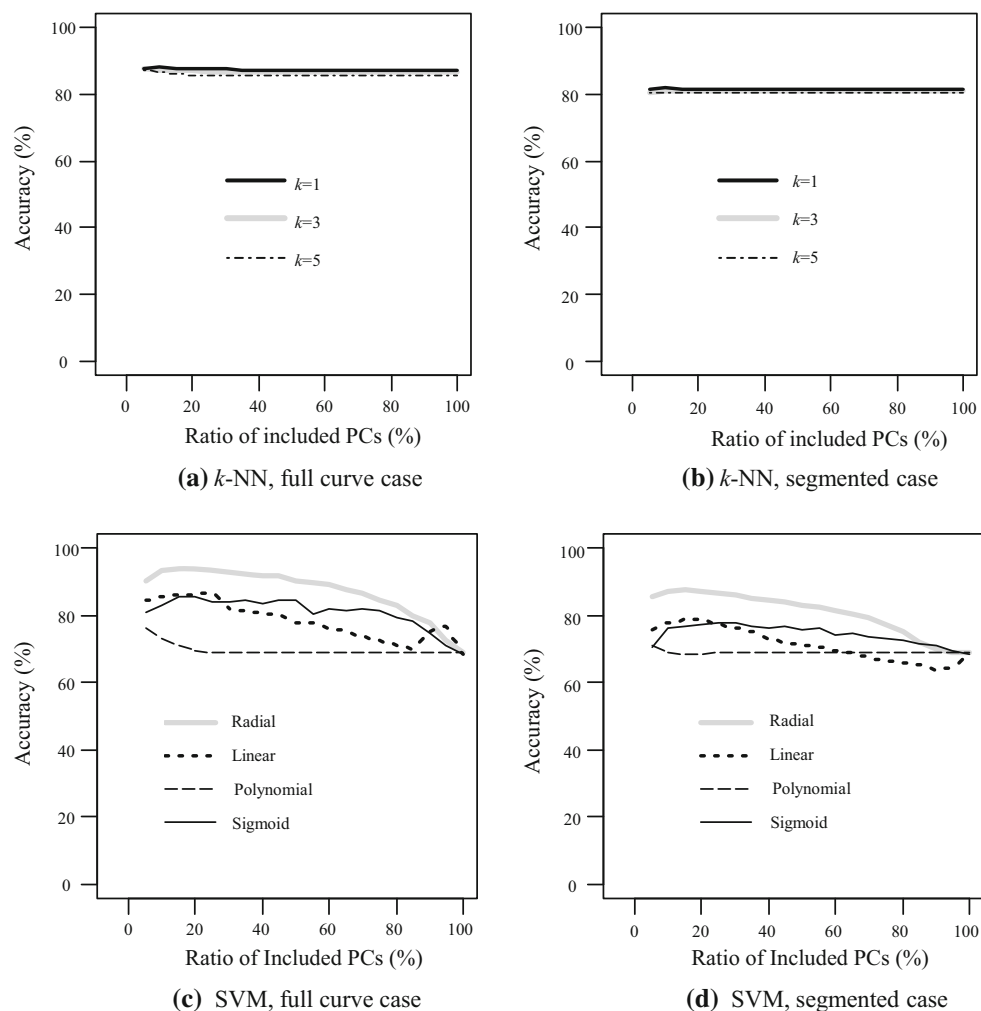 100
80
60
40
20
0
Accuracy (%)
k=1
k=3
k=5
0 20 40 60 80 100
Ratio of included PCs (%)
(a) k-NN, full curve case
100
80
60
40
20
0
Accuracy (%)
k=1
k=3
k=5
0 20 40 60 80 100
Ratio of included PCs (%)
(b) k-NN, segmented case
100
80
60
40
20
0
Accuracy (%)
Radial
Linear
Polynomial
Sigmoid
0 20 40 60 80 100
Ratio of Included PCs (%)
(c) SVM, full curve case
100
80
60
40
20
0
Accuracy (%)
Radial
Linear
Polynomial
Sigmoid
0 20 40 60 80 100
Ratio of Included PCs (%)
(d) SVM, segmented case